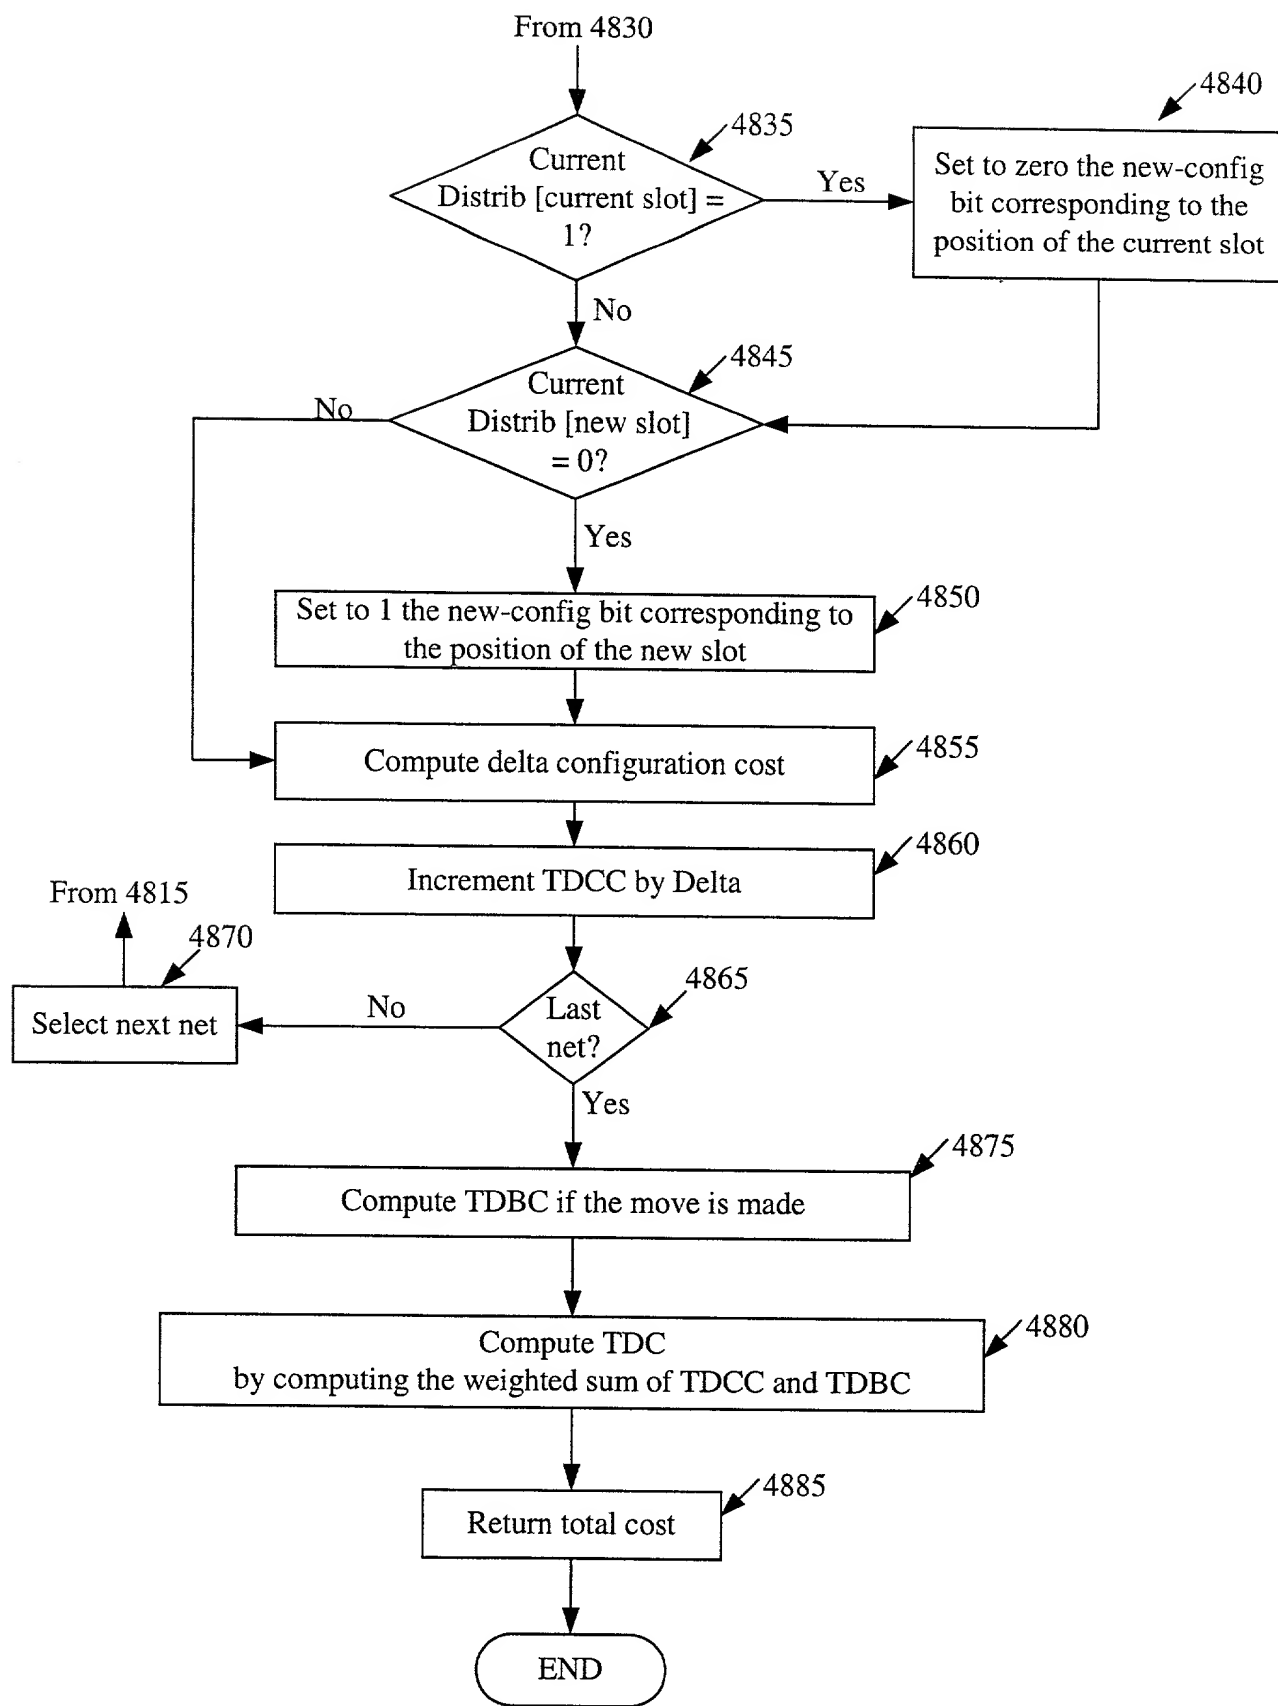 From 4830
4835
4840
Current
Distrib [current slot] =
1?
Yes
Set to zero the new-config
bit corresponding to the
position of the current slot
No
4845
Current
Distrib [new slot]
= 0?
No
Yes
4850
Set to 1 the new-config bit corresponding to
the position of the new slot
4855
Compute delta configuration cost
4860
Increment TDCC by Delta
From 4815
4870
4865
Select next net
No
Last
net?
Yes
4875
Compute TDBC if the move is made
4880
Compute TDC
by computing the weighted sum of TDCC and TDBC
4885
Return total cost
END